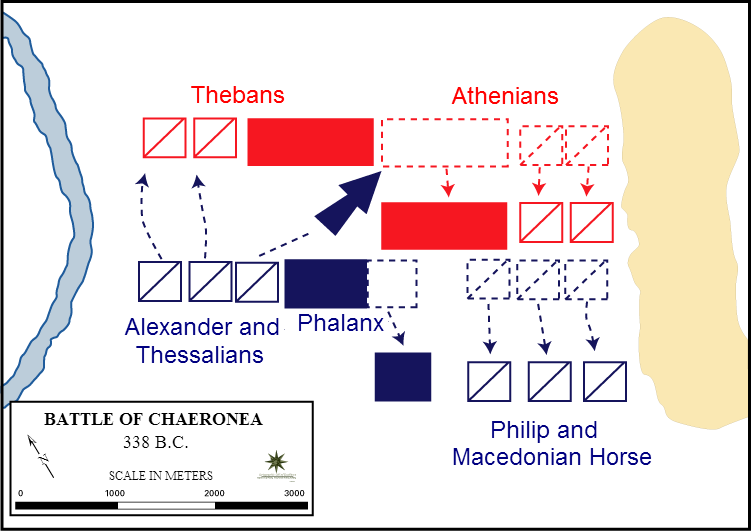 Thebans
Athenians
Alexander and
Thessalians
Phalanx
Philip and
Macedonian Horse
BATTLE OF CHAERONEA
338 B.C.
N
SCALE IN METERS
0 1000 2000 3000